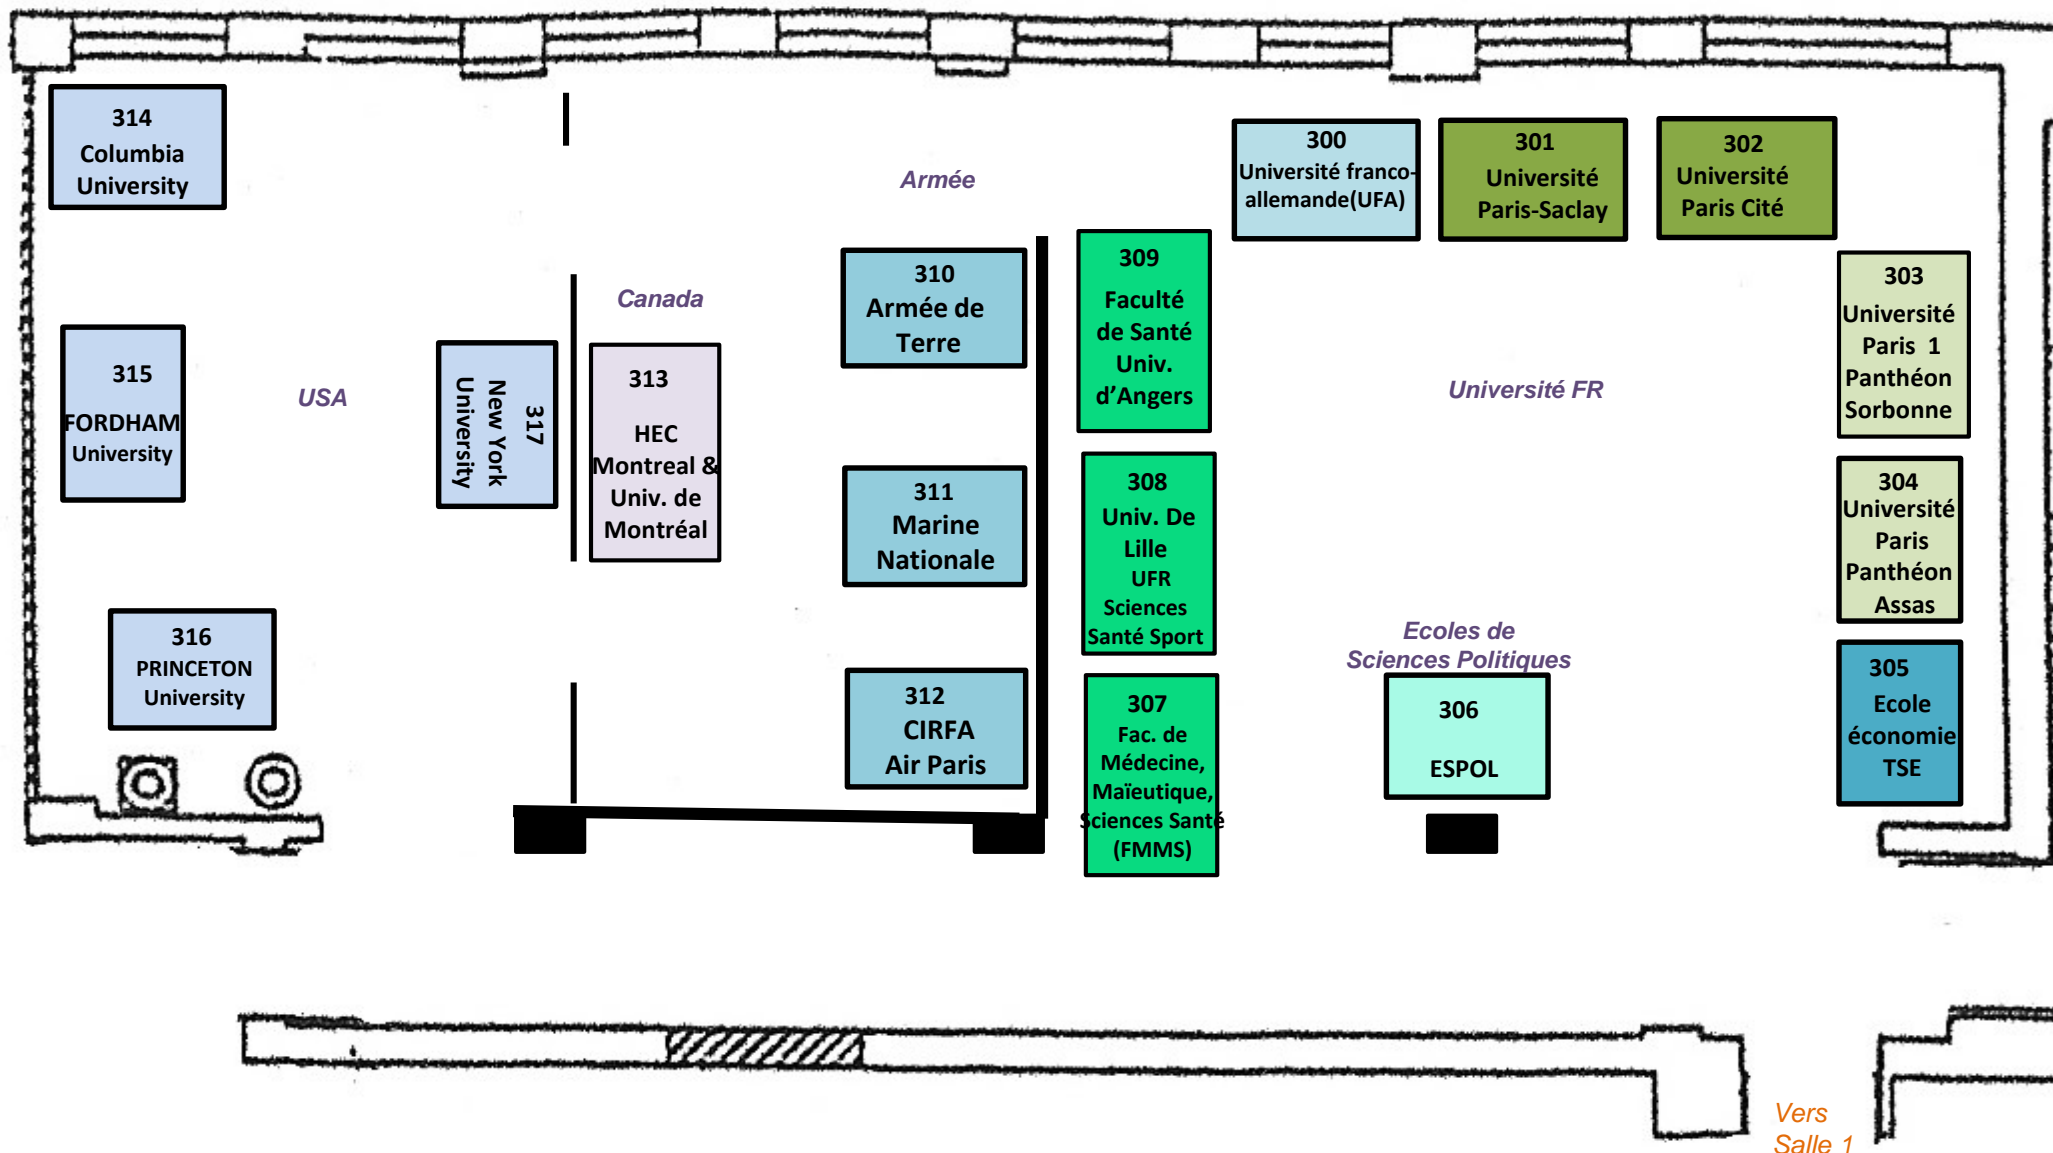 314
Columbia
University
315
FORDHAM
University
316
PRINCETON
University
USA
317
New York
University
Canada
313
HEC
Montreal &
Univ. de
Montréal
Armée
310
Armée de
Terre
311
Marine
Nationale
312
CIRFA
Air Paris
309
Faculté
de Santé
Univ.
d’Angers
308
Univ. De
Lille
UFR
Sciences
Santé Sport
307
Fac. de
Médecine,
Maïeutique,
Sciences Santé
(FMMS)
300
Université franco-
allemande(UFA)
301
Université
Paris-Saclay
302
Université
Paris Cité
Université FR
303
Université
Paris 1
Panthéon
Sorbonne
304
Université
Paris
Panthéon
Assas
305
Ecole
économie
TSE
Ecoles de
Sciences Politiques
306
ESPOL
Vers
Salle 1